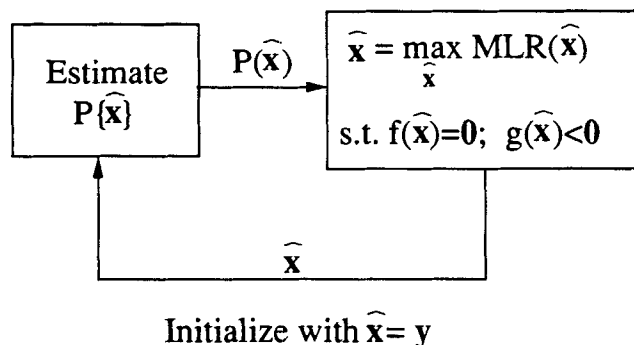 Estimate
P{x̂}
P(x̂)
x̂ = max MLR(x̂)
x̂
s.t. f(x̂)=0; g(x̂)<0
x̂
Initialize with x̂= y